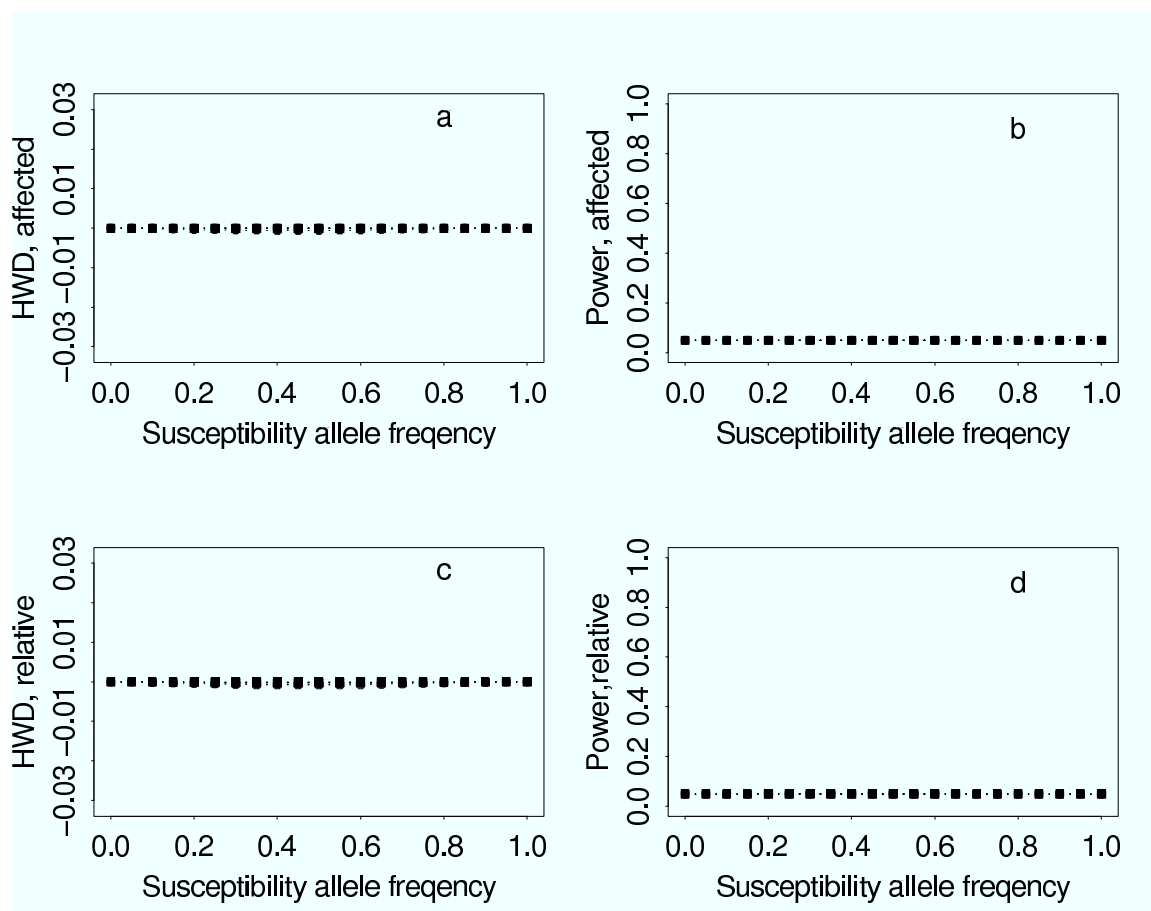 a
HWD, affected
0.03
0.01
−0.01
−0.03
0.0 0.2 0.4 0.6 0.8 1.0
Susceptibility allele freqency
b
Power, affected
1.0
0.8
0.6
0.4
0.2
0.0
0.0 0.2 0.4 0.6 0.8 1.0
Susceptibility allele freqency
c
HWD, relative
0.03
0.01
−0.01
−0.03
0.0 0.2 0.4 0.6 0.8 1.0
Susceptibility allele freqency
d
Power,relative
1.0
0.8
0.6
0.4
0.2
0.0
0.0 0.2 0.4 0.6 0.8 1.0
Susceptibility allele freqency